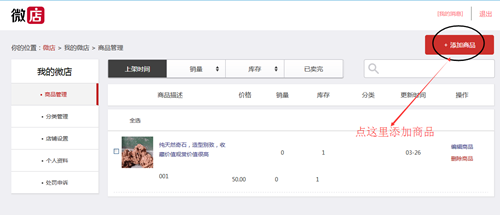 微店
[我的消息] 退出
你的位置：微店 > 我的微店 > 商品管理
+ 添加商品
我的微店
• 商品管理
• 分类管理
• 店铺设置
• 个人资料
• 处罚申诉
上架时间 销量 库存 已卖完
商品描述 价格 销量 库存 分类 更新时间 操作
点这里添加商品
全选
纯天然奇石，造型别致，收
藏价值观赏价值很高
0 1 03-26
编辑商品
删除商品
001 50.00 0 1